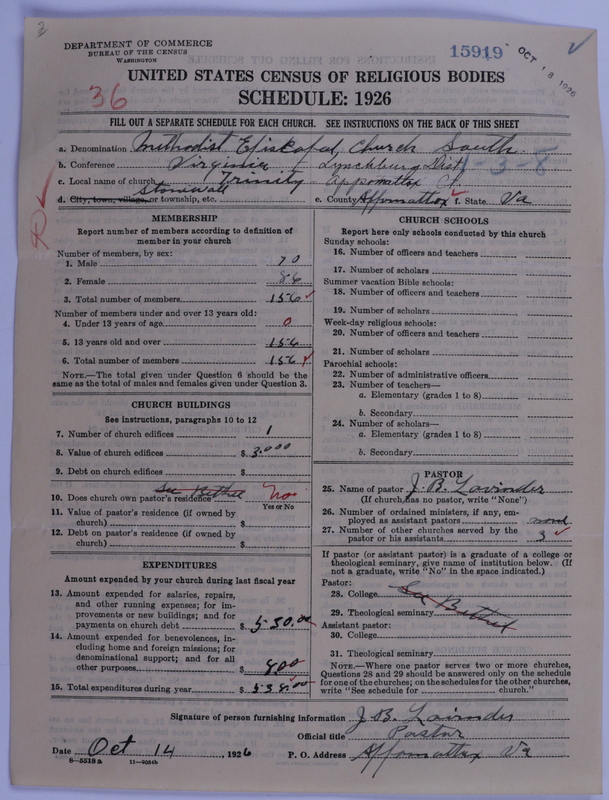 2
DEPARTMENT OF COMMERCE
BUREAU OF THE CENSUS
WASHINGTON
15919
OCT 18 1926
36
UNITED STATES CENSUS OF RELIGIOUS BODIES
SCHEDULE: 1926
FILL OUT A SEPARATE SCHEDULE FOR EACH CHURCH. SEE INSTRUCTIONS ON THE BACK OF THIS SHEET
a. Denomination Methodist Episcopal Church South.
b. Conference Virginia / Lynchburg Dist 1-3-8
c. Local name of church Trinity - Appomattox Ct.
d. City, town, village, or township, etc. Stonewall e. County Appomattox f. State Va
MEMBERSHIP
Report number of members according to definition of member in your church
Number of members, by sex:
1. Male 70
2. Female 86
3. Total number of members 156
Number of members under and over 13 years old:
4. Under 13 years of age 0
5. 13 years old and over 156
6. Total number of members 156
NOTE.—The total given under Question 6 should be the
same as the total of males and females given under Question 3.
CHURCH BUILDINGS
See instructions, paragraphs 10 to 12
7. Number of church edifices 1
8. Value of church edifices $ 3,000
9. Debt on church edifices $
See Bethel
10. Does church own pastor's residence No
Yes or No
11. Value of pastor's residence (if owned by
church) $
12. Debt on pastor's residence (if owned by
church) $
EXPENDITURES
Amount expended by your church during last fiscal year
13. Amount expended for salaries, repairs,
and other running expenses; for im-
provements or new buildings; and for
payments on church debt $ 530.00
14. Amount expended for benevolences, in-
cluding home and foreign missions; for
denominational support; and for all
other purposes $ 8.00
15. Total expenditures during year $ 538.00
CHURCH SCHOOLS
Report here only schools conducted by this church
Sunday schools:
16. Number of officers and teachers
17. Number of scholars
Summer vacation Bible schools:
18. Number of officers and teachers
19. Number of scholars
Week-day religious schools:
20. Number of officers and teachers
21. Number of scholars
Parochial schools:
22. Number of administrative officers
23. Number of teachers—
a. Elementary (grades 1 to 8)
b. Secondary
24. Number of scholars—
a. Elementary (grades 1 to 8)
b. Secondary
PASTOR
25. Name of pastor J. B. Lavinder
(If church has no pastor, write "None")
26. Number of ordained ministers, if any, em-
ployed as assistant pastors none
27. Number of other churches served by the
pastor or his assistants 3
If pastor (or assistant pastor) is a graduate of a college or
theological seminary, give name of institution below. (If
not a graduate, write "No" in the space indicated.)
Pastor:
28. College See
29. Theological seminary Bethel
Assistant pastor:
30. College
31. Theological seminary
NOTE.—Where one pastor serves two or more churches,
Questions 28 and 29 should be answered only on the schedule
for one of the churches; on the schedules for the other churches,
write "See schedule for church."
Signature of person furnishing information J. B. Lavinder
Official title Pastor
Date Oct 14, 1926 P. O. Address Appomattox Va
8—5518a 11—9054b